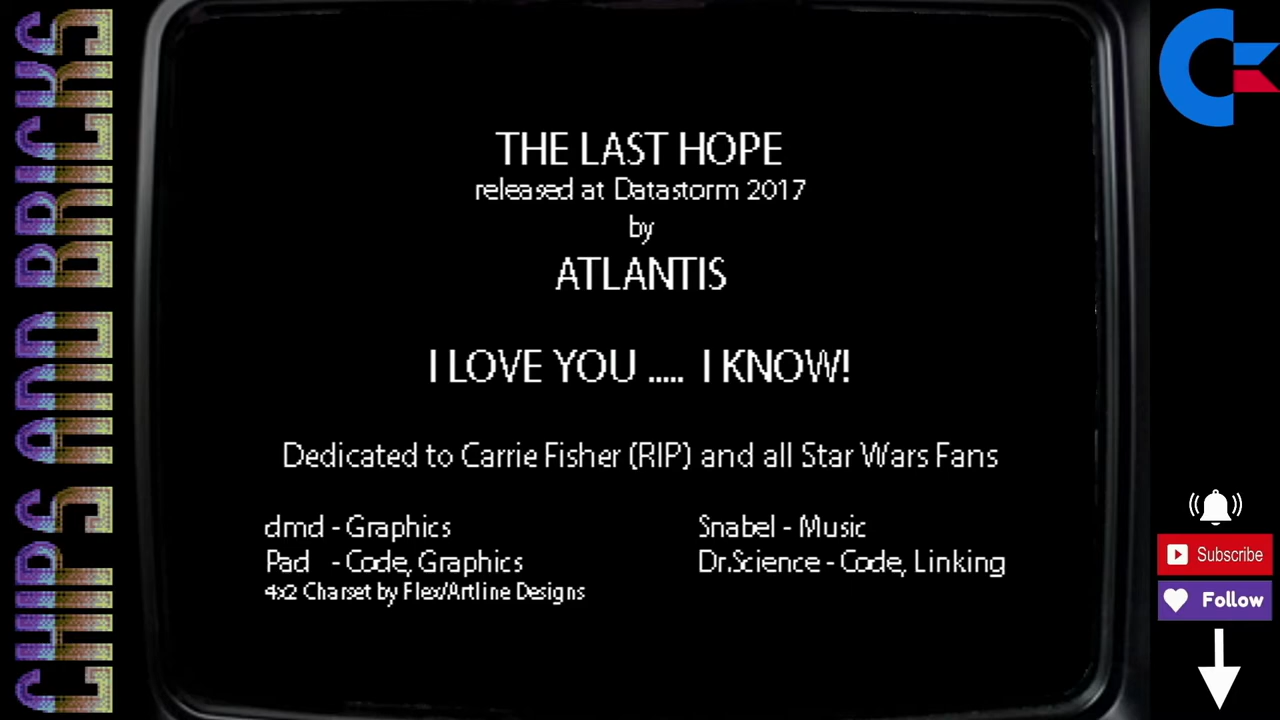 CHIPS AND BRICKS
THE LAST HOPE
released at Datastorm 2017
by
ATLANTIS
I LOVE YOU ..... I KNOW!
Dedicated to Carrie Fisher (RIP) and all Star Wars Fans
dmd - Graphics
Snabel - Music
Pad - Code, Graphics
Dr.Science - Code, Linking
4x2 Charset by Flex/Artline Designs
Subscribe
Follow